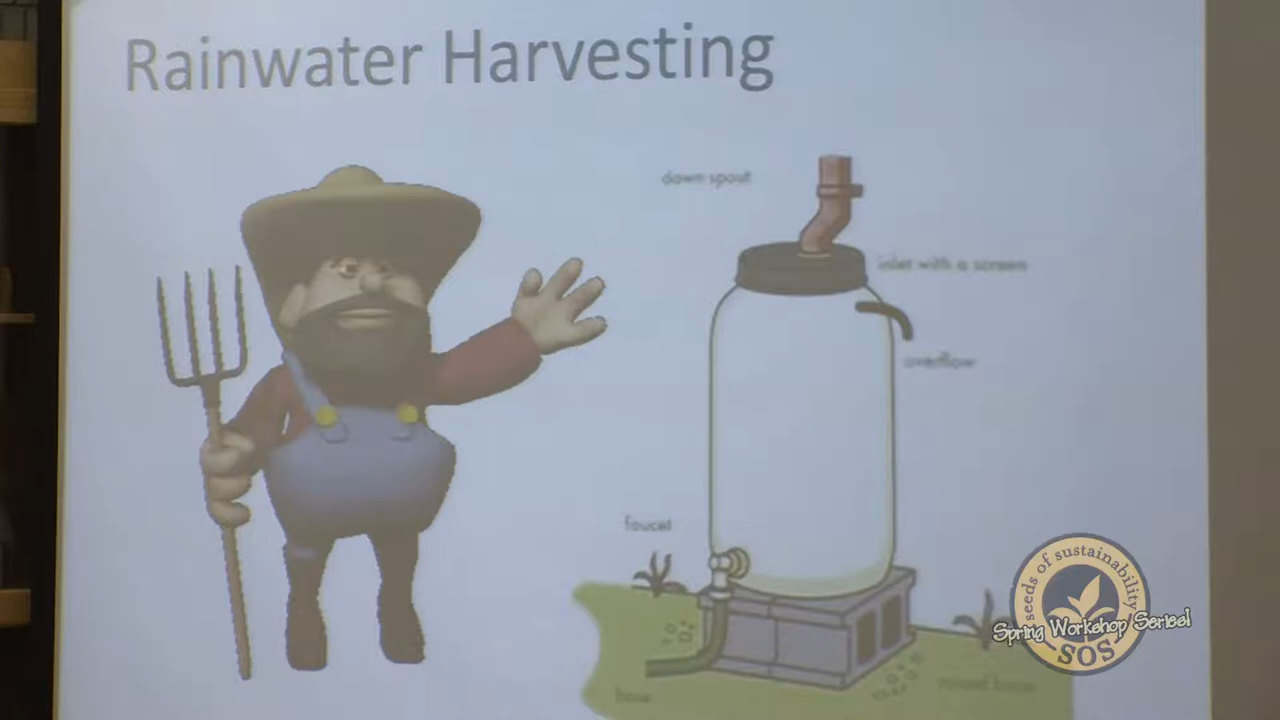 Rainwater Harvesting
down spout
inlet with a screen
overflow
faucet
hose
seeds of sustainability
Spring Workshop Series!
SOS